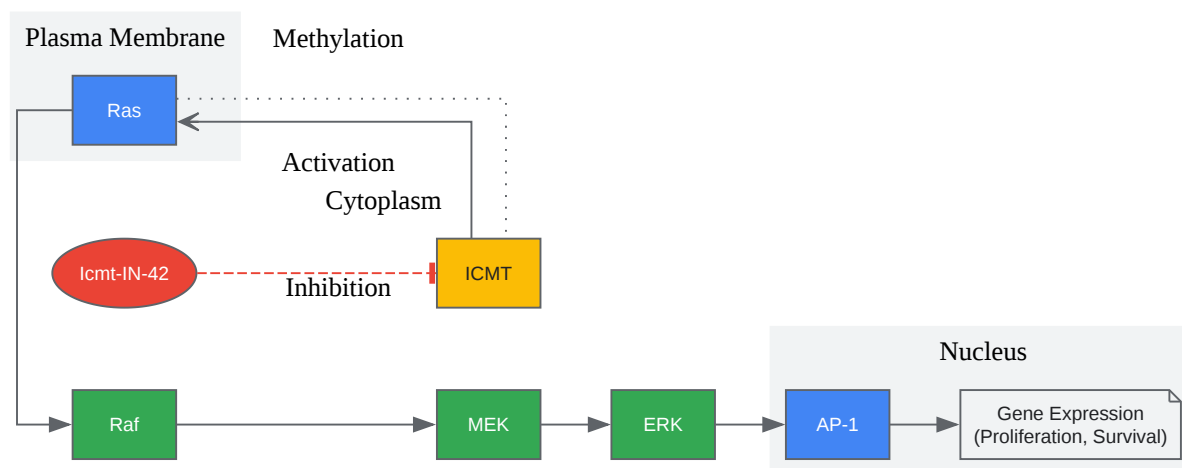 Plasma Membrane
Methylation
Ras
Activation
Cytoplasm
Icmt-IN-42
Inhibition
ICMT
Nucleus
Raf
MEK
ERK
AP-1
Gene Expression
(Proliferation, Survival)